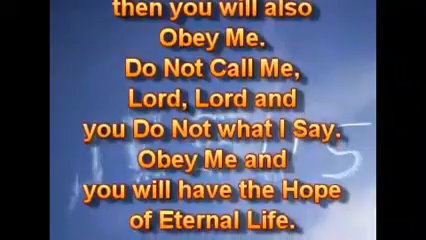 then you will also
Obey Me.
Do Not Call Me,
Lord, Lord and
you Do Not what I Say.
Obey Me and
you will have the Hope
of Eternal Life.